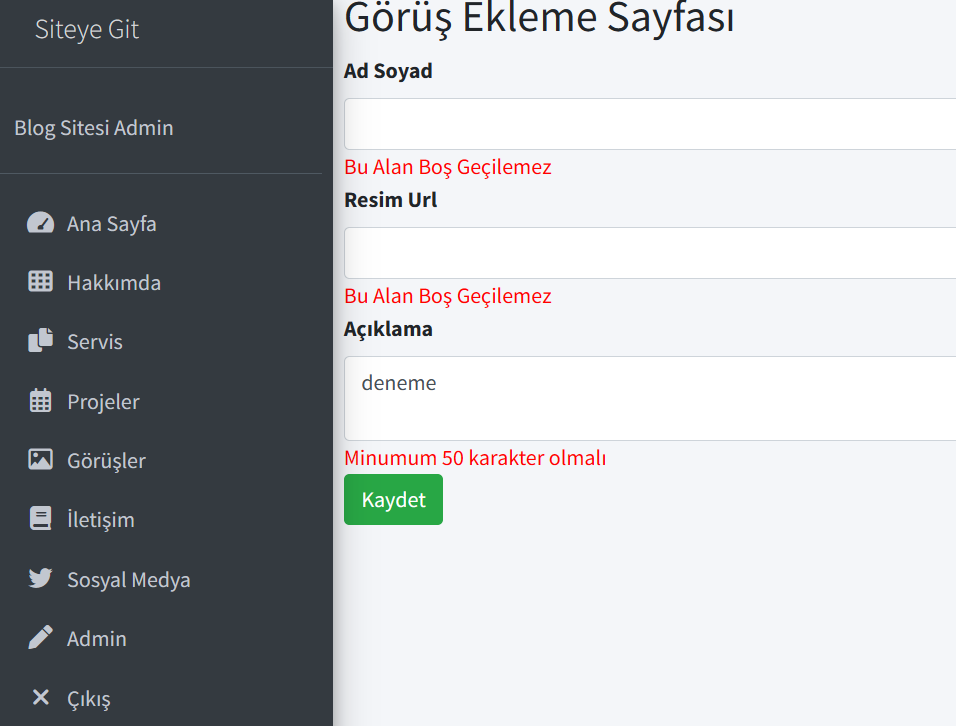 Siteye Git
Blog Sitesi Admin
Ana Sayfa
Hakkımda
Servis
Projeler
Görüşler
İletişim
Sosyal Medya
Admin
Çıkış
Görüş Ekleme Sayfası
Ad Soyad
Bu Alan Boş Geçilemez
Resim Url
Bu Alan Boş Geçilemez
Açıklama
deneme
Minumum 50 karakter olmalı
Kaydet